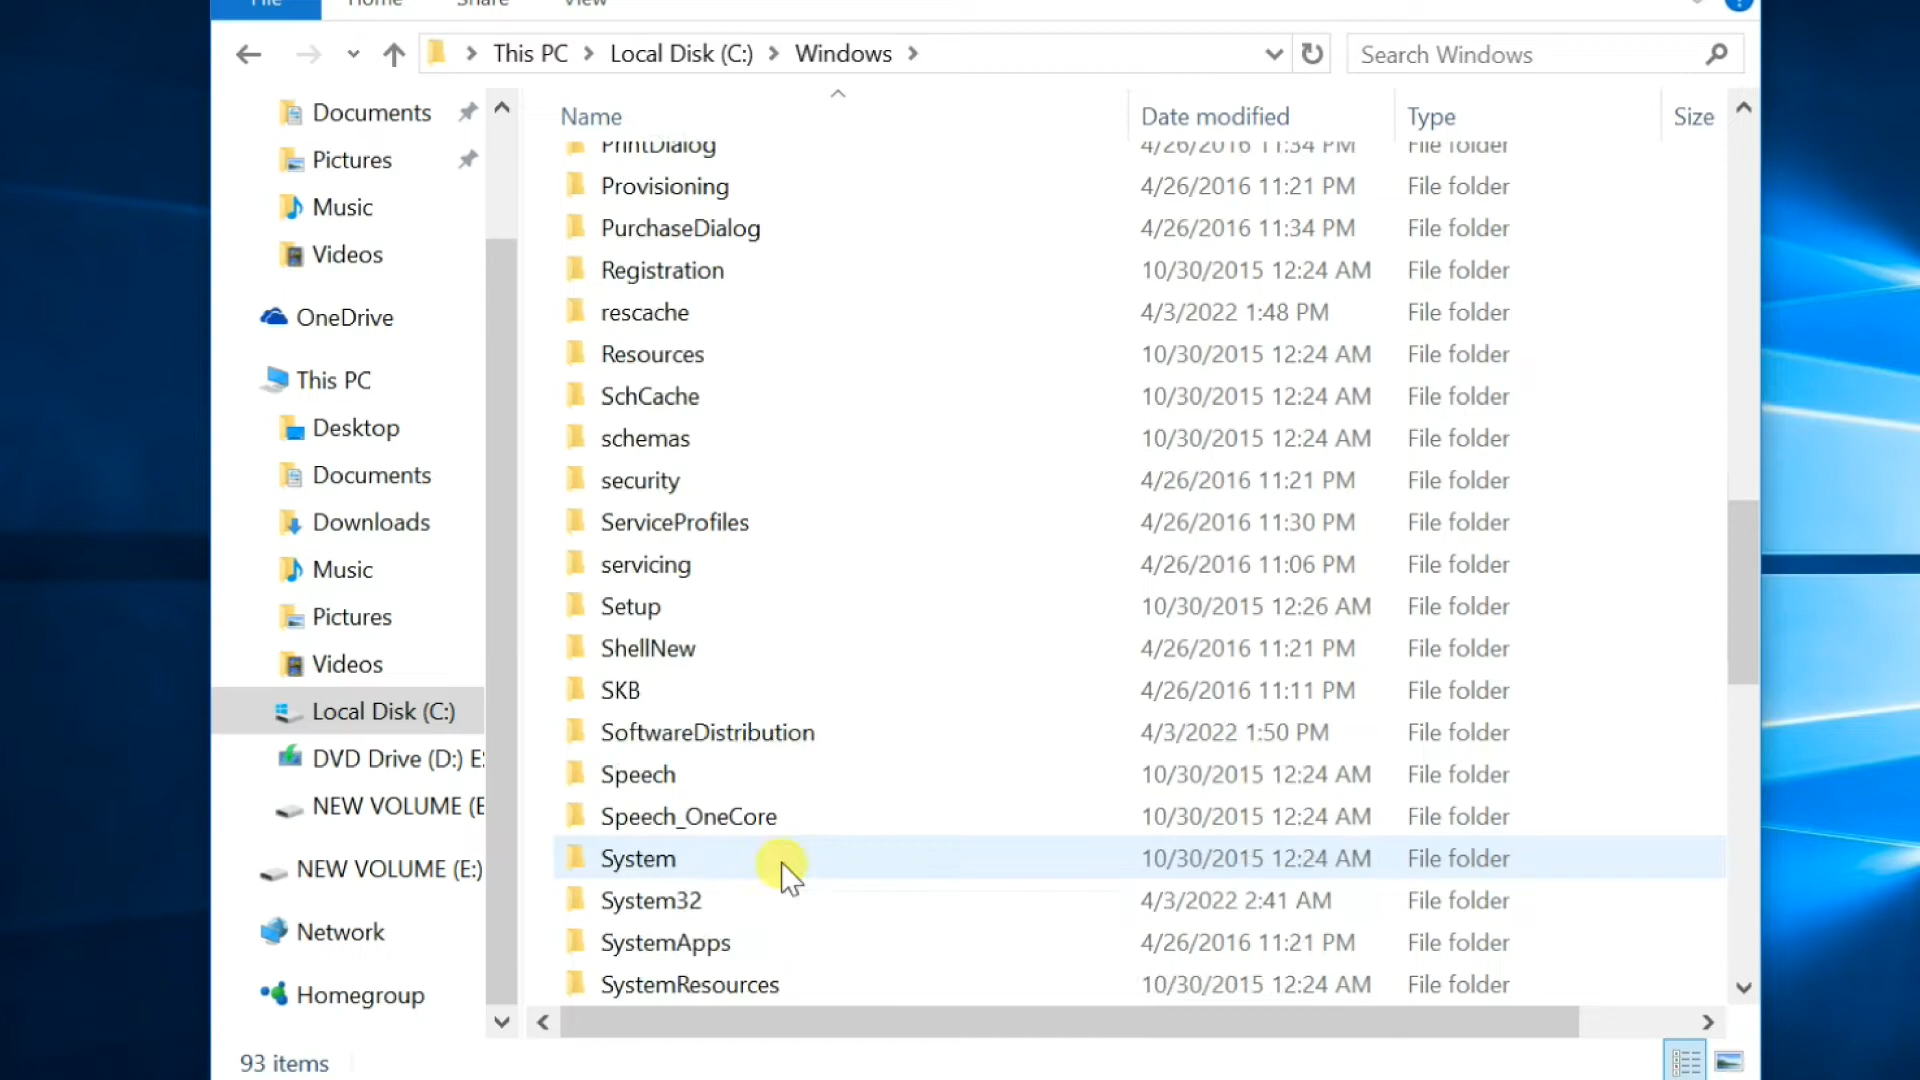 File Home Share View
This PC > Local Disk (C:) > Windows >
Search Windows
Documents
Pictures
Music
Videos
OneDrive
This PC
Desktop
Documents
Downloads
Music
Pictures
Videos
Local Disk (C:)
DVD Drive (D:) E:
NEW VOLUME (E
NEW VOLUME (E:)
Network
Homegroup
Name Date modified Type Size
PrintDialog 4/26/2016 11:34 PM File folder
Provisioning 4/26/2016 11:21 PM File folder
PurchaseDialog 4/26/2016 11:34 PM File folder
Registration 10/30/2015 12:24 AM File folder
rescache 4/3/2022 1:48 PM File folder
Resources 10/30/2015 12:24 AM File folder
SchCache 10/30/2015 12:24 AM File folder
schemas 10/30/2015 12:24 AM File folder
security 4/26/2016 11:21 PM File folder
ServiceProfiles 4/26/2016 11:30 PM File folder
servicing 4/26/2016 11:06 PM File folder
Setup 10/30/2015 12:26 AM File folder
ShellNew 4/26/2016 11:21 PM File folder
SKB 4/26/2016 11:11 PM File folder
SoftwareDistribution 4/3/2022 1:50 PM File folder
Speech 10/30/2015 12:24 AM File folder
Speech_OneCore 10/30/2015 12:24 AM File folder
System 10/30/2015 12:24 AM File folder
System32 4/3/2022 2:41 AM File folder
SystemApps 4/26/2016 11:21 PM File folder
SystemResources 10/30/2015 12:24 AM File folder
93 items